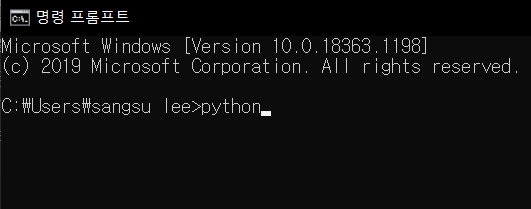 명령 프롬프트
Microsoft Windows [Version 10.0.18363.1198]
(c) 2019 Microsoft Corporation. All rights reserved.
C:₩Users₩sangsu lee>python